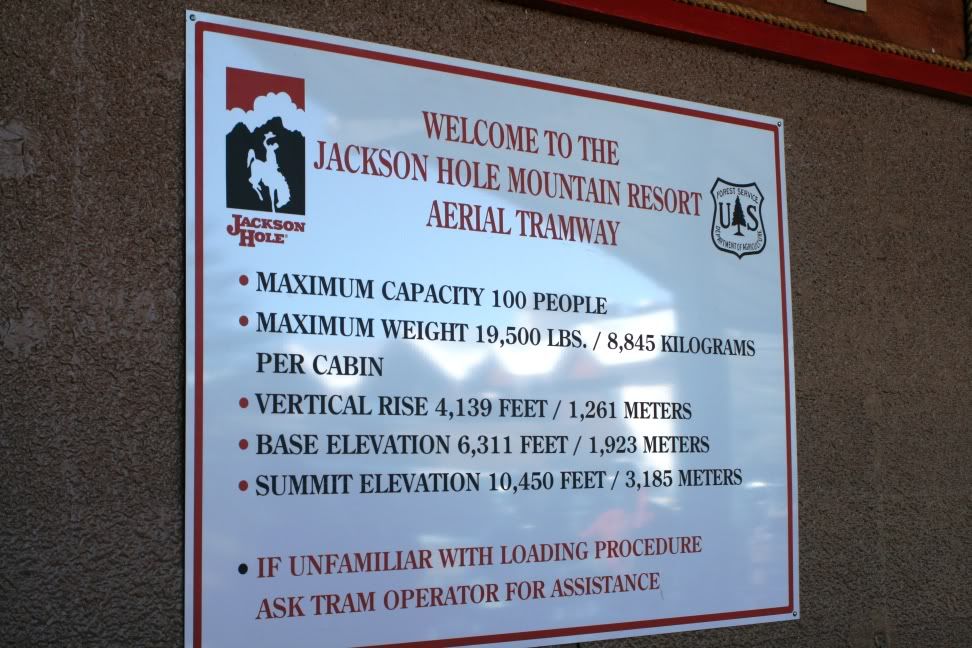 WELCOME TO THE
JACKSON HOLE MOUNTAIN RESORT
AERIAL TRAMWAY
JACKSON
HOLE®
FOREST SERVICE
U S
DEPARTMENT OF AGRICULTURE
• MAXIMUM CAPACITY 100 PEOPLE
• MAXIMUM WEIGHT 19,500 LBS. / 8,845 KILOGRAMS
PER CABIN
• VERTICAL RISE 4,139 FEET / 1,261 METERS
• BASE ELEVATION 6,311 FEET / 1,923 METERS
• SUMMIT ELEVATION 10,450 FEET / 3,185 METERS
• IF UNFAMILIAR WITH LOADING PROCEDURE
ASK TRAM OPERATOR FOR ASSISTANCE